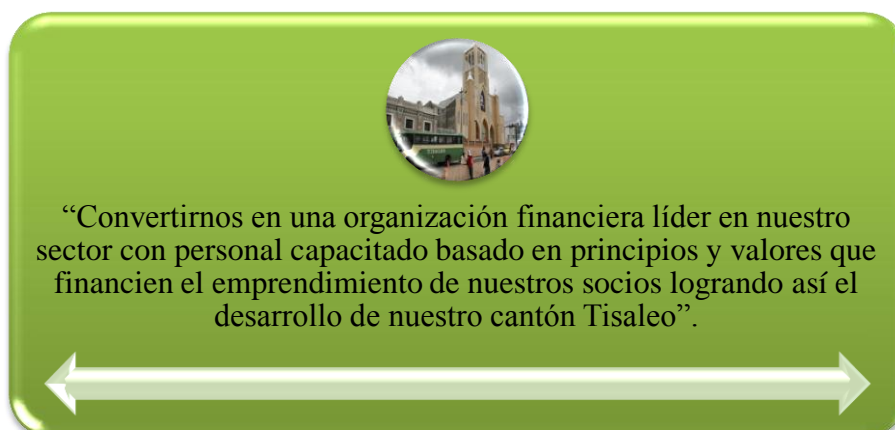 “Convertirnos en una organización financiera líder en nuestro
sector con personal capacitado basado en principios y valores que
financien el emprendimiento de nuestros socios logrando así el
desarrollo de nuestro cantón Tisaleo”.